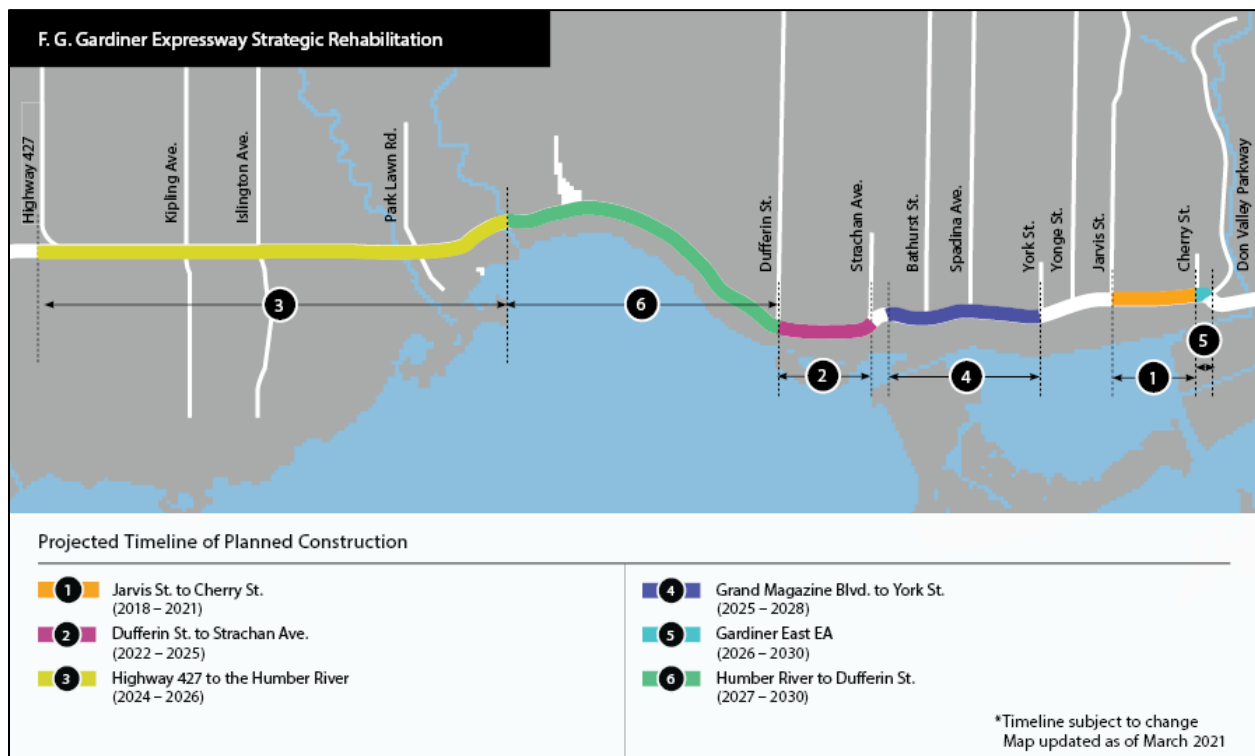 F. G. Gardiner Expressway Strategic Rehabilitation
Highway 427
Kipling Ave.
Islington Ave.
Park Lawn Rd.
Dufferin St.
Strachan Ave.
Bathurst St.
Spadina Ave.
York St.
Yonge St.
Jarvis St.
Cherry St.
Don Valley Parkway
3
6
2
4
1
5
Projected Timeline of Planned Construction
1 Jarvis St. to Cherry St.
(2018 – 2021)
2 Dufferin St. to Strachan Ave.
(2022 – 2025)
3 Highway 427 to the Humber River
(2024 – 2026)
4 Grand Magazine Blvd. to York St.
(2025 – 2028)
5 Gardiner East EA
(2026 – 2030)
6 Humber River to Dufferin St.
(2027 – 2030)
*Timeline subject to change
Map updated as of March 2021